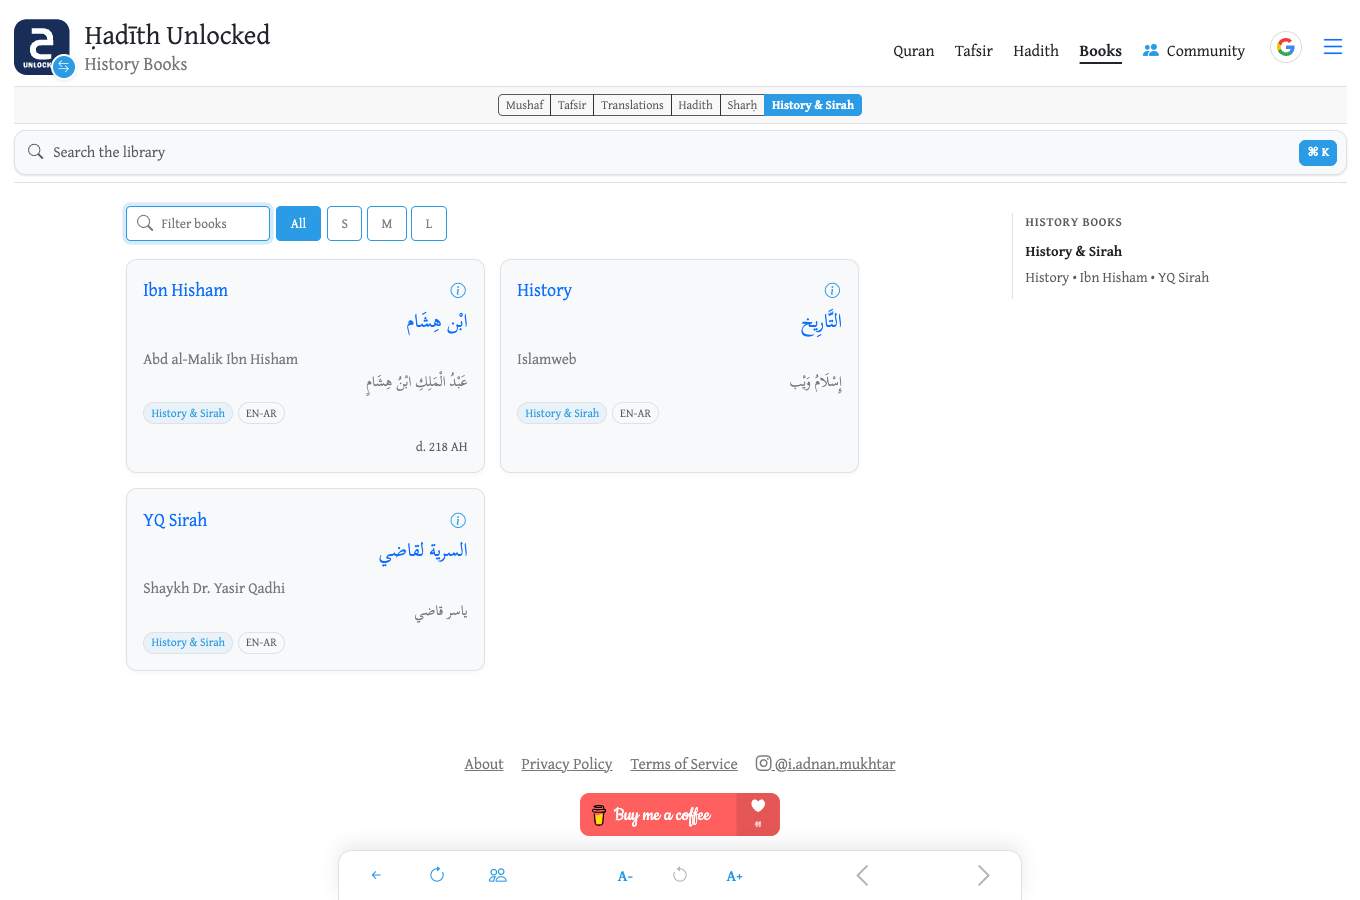 UNLOCK
Ḥadīth Unlocked
History Books
Quran Tafsir Hadith Books Community
Mushaf Tafsir Translations Hadith Sharḥ History & Sirah
Search the library ⌘ K
Filter books All S M L
Ibn Hisham
ابْن هِشَام
Abd al-Malik Ibn Hisham
عَبْدُ الْمَلِكِ ابْنُ هِشَامٍ
History & Sirah EN-AR
d. 218 AH
History
التَّارِيخ
Islamweb
إِسْلَامُ وَيْب
History & Sirah EN-AR
YQ Sirah
السرية لقاضي
Shaykh Dr. Yasir Qadhi
ياسر قاضي
History & Sirah EN-AR
HISTORY BOOKS
History & Sirah
History • Ibn Hisham • YQ Sirah
About Privacy Policy Terms of Service @i.adnan.mukhtar
Buy me a coffee
A- A+